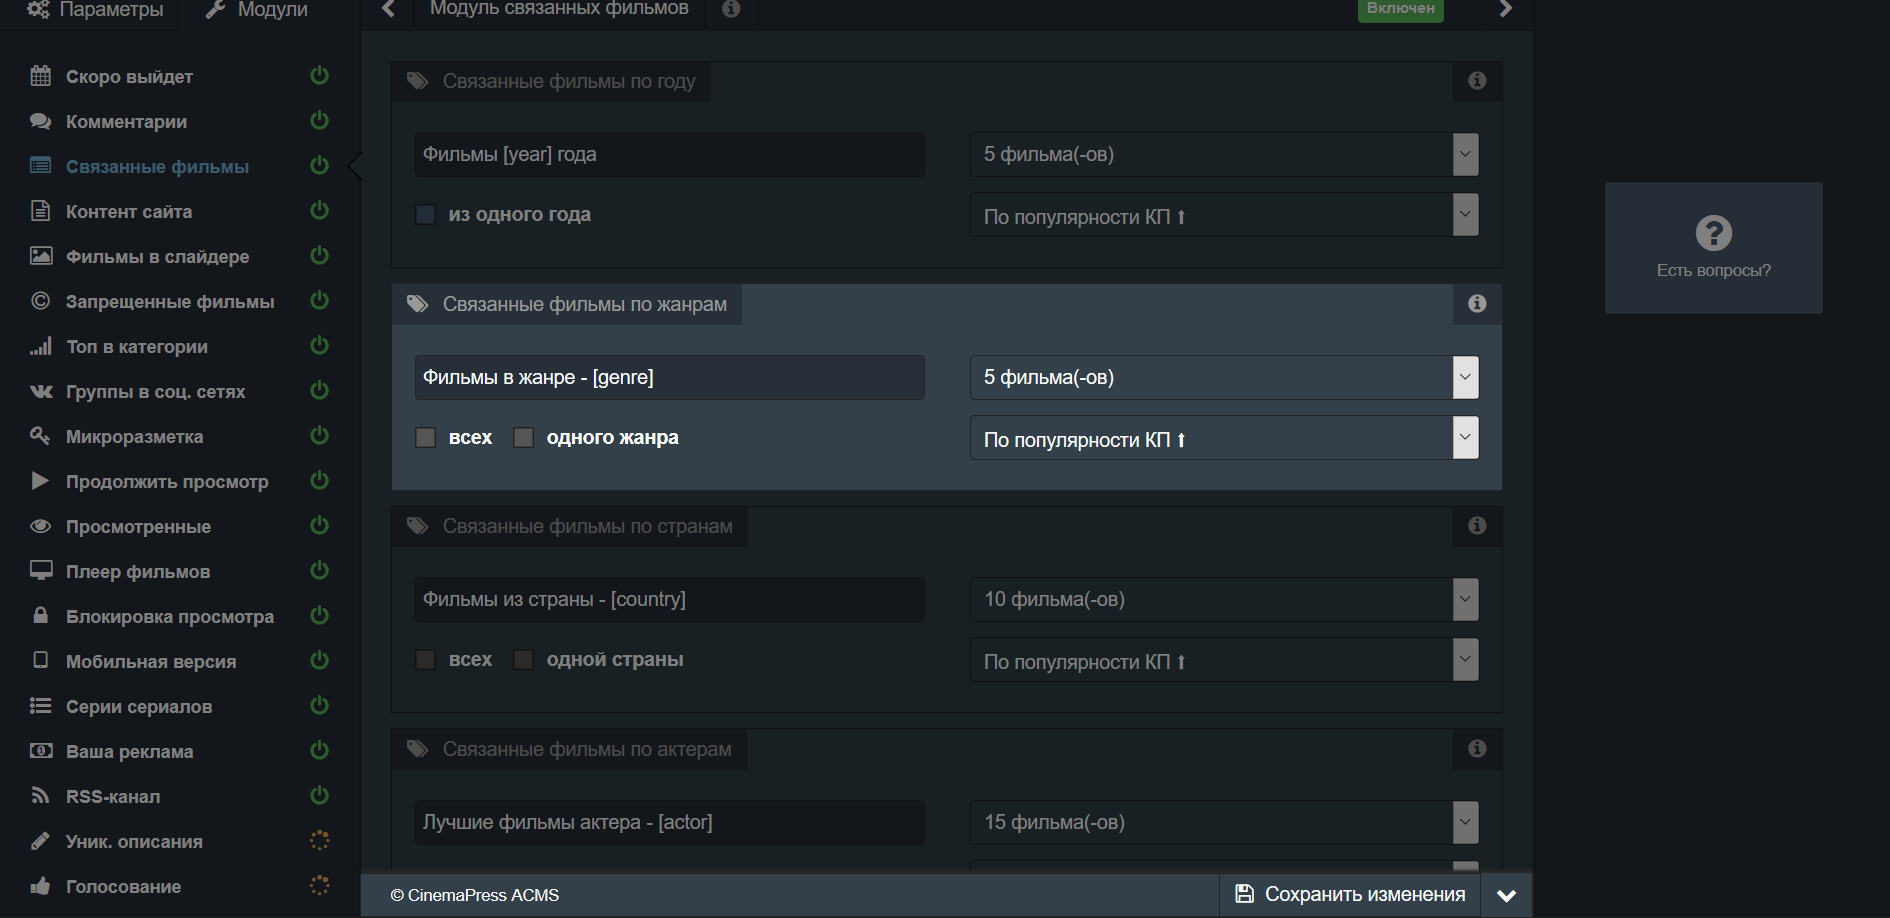 Параметры
Модули
Скоро выйдет
Комментарии
Связанные фильмы
Контент сайта
Фильмы в слайдере
Запрещенные фильмы
Топ в категории
Группы в соц. сетях
Микроразметка
Продолжить просмотр
Просмотренные
Плеер фильмов
Блокировка просмотра
Мобильная версия
Серии сериалов
Ваша реклама
RSS-канал
Уник. описания
Голосование
Модуль связанных фильмов
Включен
Связанные фильмы по году
Фильмы [year] года
5 фильма(-ов)
из одного года
По популярности КП ⬆
Связанные фильмы по жанрам
Фильмы в жанре - [genre]
5 фильма(-ов)
всех одного жанра
По популярности КП ⬆
Связанные фильмы по странам
Фильмы из страны - [country]
10 фильма(-ов)
всех одной страны
По популярности КП ⬆
Связанные фильмы по актерам
Лучшие фильмы актера - [actor]
15 фильма(-ов)
© CinemaPress ACMS
Сохранить изменения
Есть вопросы?